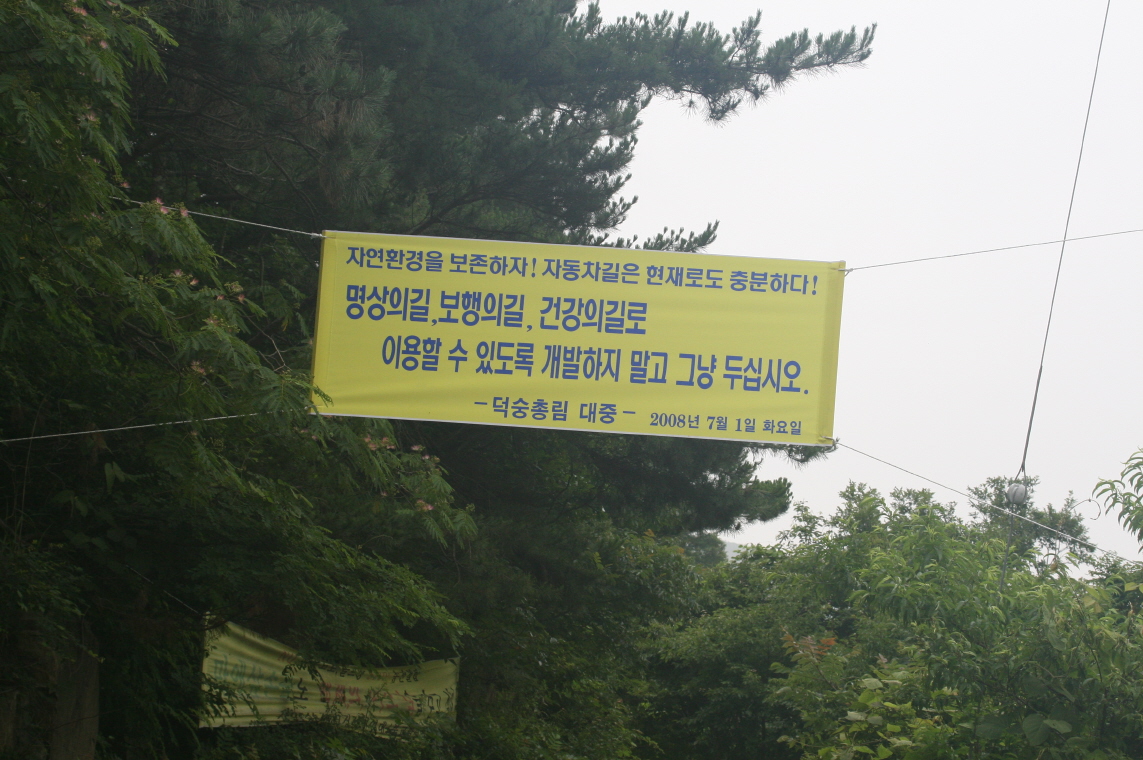 자연환경을 보존하자! 자동차길은 현재로도 충분하다!
명상의길,보행의길, 건강의길로
이용할 수 있도록 개발하지 말고 그냥 두십시오.
-덕숭총림 대중- 2008년 7월 1일 화요일